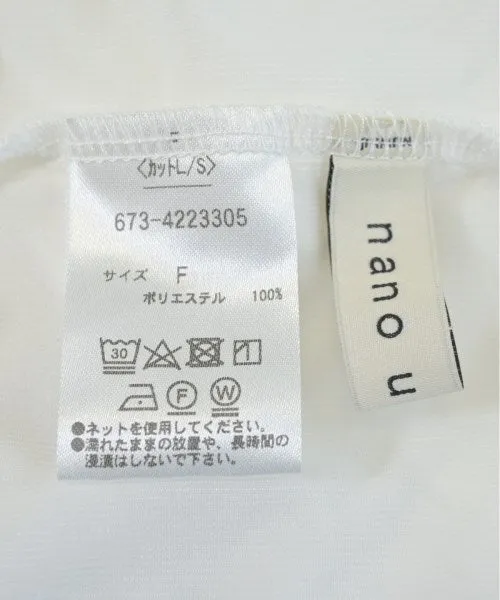 〈カットL/S〉
673-4223305
サイズ F
ポリエステル 100%
30
F
W
●ネットを使用してください。
●濡れたままの放置や、長時間の
浸漬はしないで下さい。
nano u